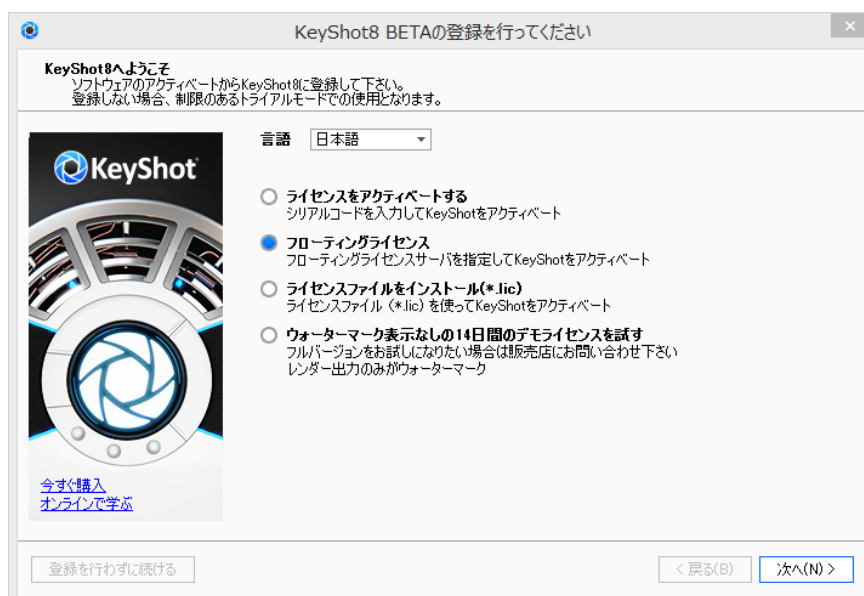 KeyShot8 BETAの登録を行ってください
KeyShot8へようこそ
ソフトウェアのアクティベートからKeyShot8に登録して下さい。
登録しない場合、制限のあるトライアルモードでの使用となります。
言語 日本語
KeyShot
ライセンスをアクティベートする
シリアルコードを入力してKeyShotをアクティベート
フローティングライセンス
フローティングライセンスサーバを指定してKeyShotをアクティベート
ライセンスファイルをインストール(*.lic)
ライセンスファイル (*.lic) を使ってKeyShotをアクティベート
ウォーターマーク表示なしの14日間のデモライセンスを試す
フルバージョンをお試しになりたい場合は販売店にお問い合わせ下さい
レンダー出力のみがウォーターマーク
今すぐ購入
オンラインで学ぶ
登録を行わずに続ける
< 戻る(B)
次へ(N) >